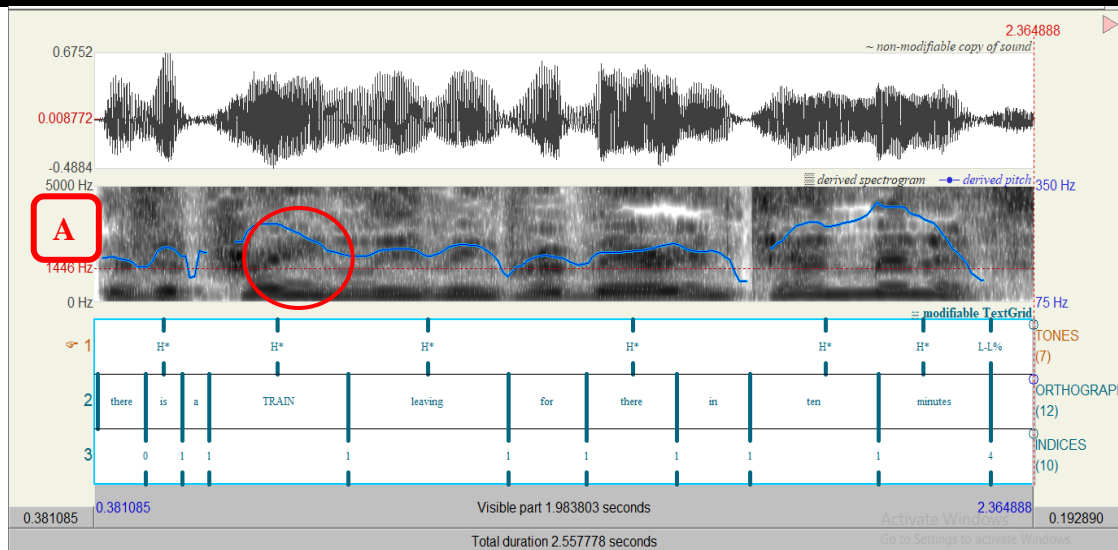 2.364888
0.6752
~ non-modifiable copy of sound
0.008772
-0.4884
5000 Hz
derived spectrogram
derived pitch
350 Hz
A
1446 Hz
0 Hz
75 Hz
modifiable TextGrid
1 H* H* H* H* H* H* L-L% TONES
(7)
2 there is a TRAIN leaving for there in ten minutes ORTHOGRAPI
(12)
3 0 1 1 1 1 1 1 1 1 4 INDICES
(10)
0.381085 Visible part 1.983803 seconds 2.364888
0.381085 0.192890
Activate Windows
Total duration 2.557778 seconds
Go to Settings to activate Windows.